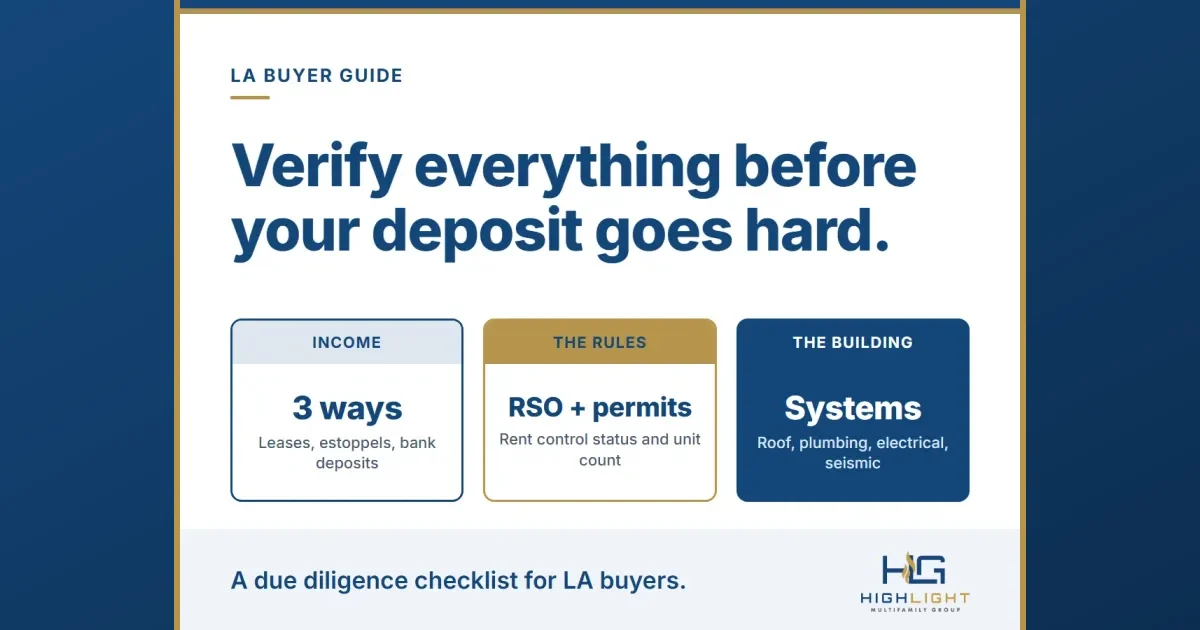 LA BUYER GUIDE
Verify everything before
your deposit goes hard.
INCOME
3 ways
Leases, estoppels, bank
deposits
THE RULES
RSO + permits
Rent control status and unit
count
THE BUILDING
Systems
Roof, plumbing, electrical,
seismic
A due diligence checklist for LA buyers.
HG
HIGHLIGHT
MULTIFAMILY GROUP